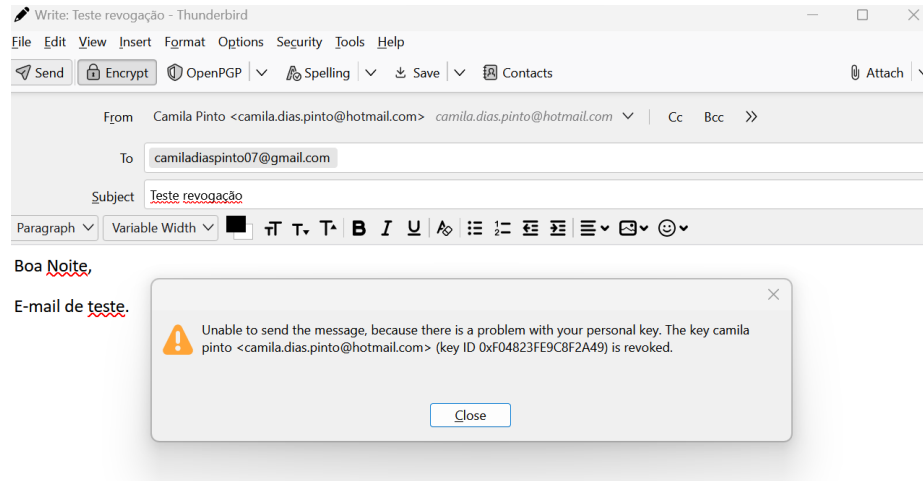 Write: Teste revogação - Thunderbird
File Edit View Insert Format Options Security Tools Help
Send Encrypt OpenPGP Spelling Save Contacts Attach
From Camila Pinto <camila.dias.pinto@hotmail.com> camila.dias.pinto@hotmail.com Cc Bcc
To camiladiaspinto07@gmail.com
Subject Teste revogação
Paragraph Variable Width
Boa Noite,
E-mail de teste.
Unable to send the message, because there is a problem with your personal key. The key camila
pinto <camila.dias.pinto@hotmail.com> (key ID 0xF04823FE9C8F2A49) is revoked.
Close